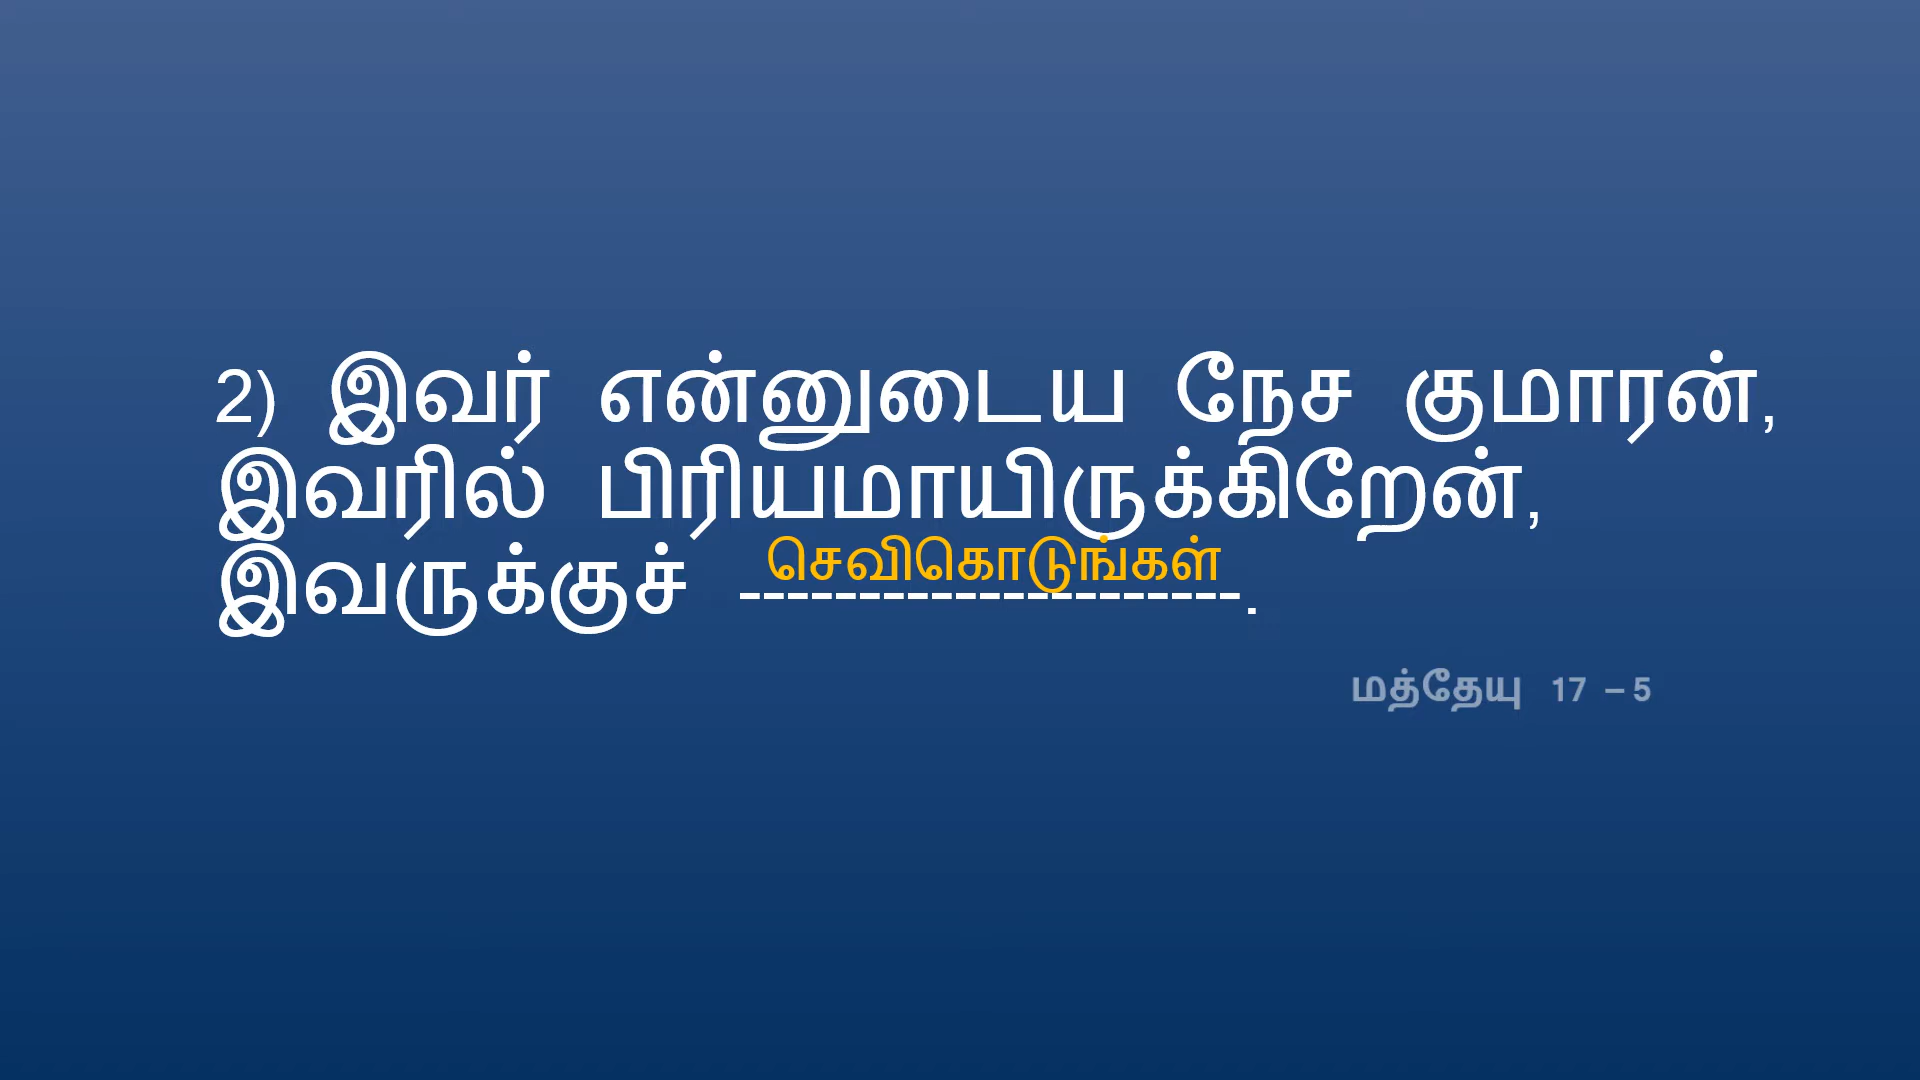 2) இவர் என்னுடைய நேச குமாரன்,
இவரில் பிரியமாயிருக்கிறேன்,
இவருக்குச் செவிகொடுங்கள் ---------------------.
மத்தேயு 17 – 5